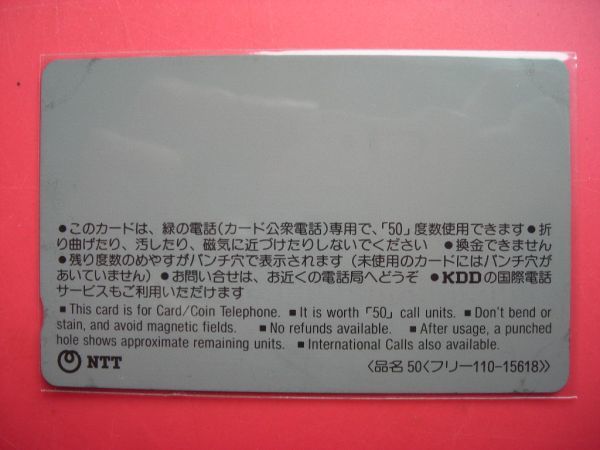 ●このカードは、緑の電話(カード公衆電話)専用で、「50」度数使用できます●折
り曲げたり、汚したり、磁気に近づけたりしないでください ●換金できません
●残り度数のめやすがパンチ穴で表示されます(未使用のカードにはパンチ穴が
あいていません)●お問い合せは、お近くの電話局へどうぞ ●KDDの国際電話
サービスもご利用いただけます
■This card is for Card/Coin Telephone. ■It is worth「50」call units. ■Don't bend or
stain, and avoid magnetic fields. ■No refunds available. ■After usage, a punched
hole shows approximate remaining units. ■International Calls also available.
NTT 〈品名 50〈フリー110-15618〉〉